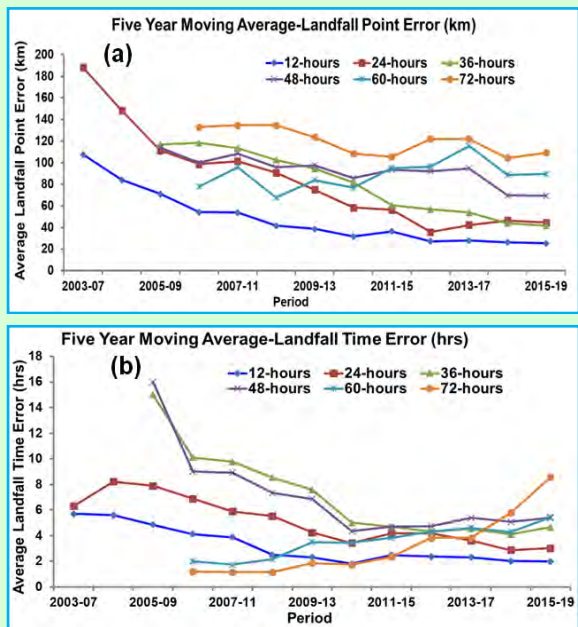 Five Year Moving Average-Landfall Point Error (km)
(a)
12-hours 24-hours 36-hours
48-hours 60-hours 72-hours
Average Landfall Point Error (km)
200
180
160
140
120
100
80
60
40
20
0
2003-07 2005-09 2007-11 2009-13 2011-15 2013-17 2015-19
Period
Five Year Moving Average-Landfall Time Error (hrs)
(b)
12-hours 24-hours 36-hours
48-hours 60-hours 72-hours
Average Landfall Time Error (hrs)
18
16
14
12
10
8
6
4
2
0
2003-07 2005-09 2007-11 2009-13 2011-15 2013-17 2015-19
Period